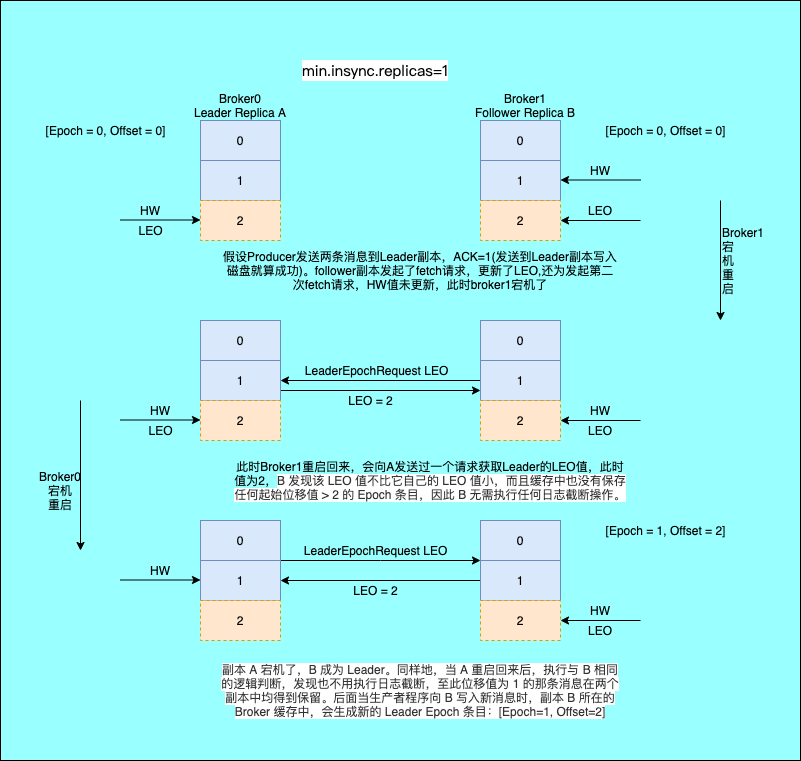 min.insync.replicas=1
Broker0
Leader Replica A
Broker1
Follower Replica B
[Epoch = 0, Offset = 0]
[Epoch = 0, Offset = 0]
0
1
2
0
1
2
HW
LEO
HW
LEO
Broker1
宕
机
重
启
假设Producer发送两条消息到Leader副本，ACK=1(发送到Leader副本写入
磁盘就算成功)。follower副本发起了fetch请求，更新了LEO,还为发起第二
次fetch请求，HW值未更新，此时broker1宕机了
0
1
2
0
1
2
LeaderEpochRequest LEO
LEO = 2
HW
LEO
HW
LEO
Broker0
宕机
重启
此时Broker1重启回来，会向A发送过一个请求获取Leader的LEO值，此时
值为2，B 发现该 LEO 值不比它自己的 LEO 值小，而且缓存中也没有保存
任何起始位移值 > 2 的 Epoch 条目，因此 B 无需执行任何日志截断操作。
[Epoch = 1, Offset = 2]
0
1
2
0
1
2
LeaderEpochRequest LEO
LEO = 2
HW
HW
LEO
副本 A 宕机了，B 成为 Leader。同样地，当 A 重启回来后，执行与 B 相同
的逻辑判断，发现也不用执行日志截断，至此位移值为 1 的那条消息在两个
副本中均得到保留。后面当生产者程序向 B 写入新消息时，副本 B 所在的
Broker 缓存中，会生成新的 Leader Epoch 条目：[Epoch=1, Offset=2]